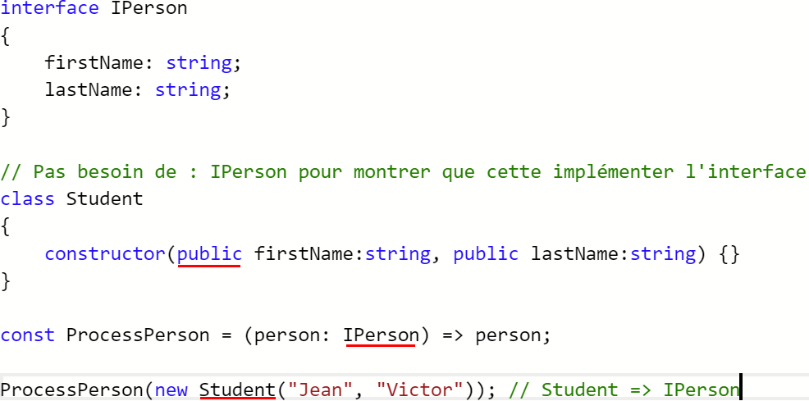 interface IPerson
{
    firstName: string;
    lastName: string;
}
// Pas besoin de : IPerson pour montrer que cette implémenter l'interface
class Student
{
    constructor(public firstName:string, public lastName:string) {}
}
const ProcessPerson = (person: IPerson) => person;
ProcessPerson(new Student("Jean", "Victor")); // Student => IPerson